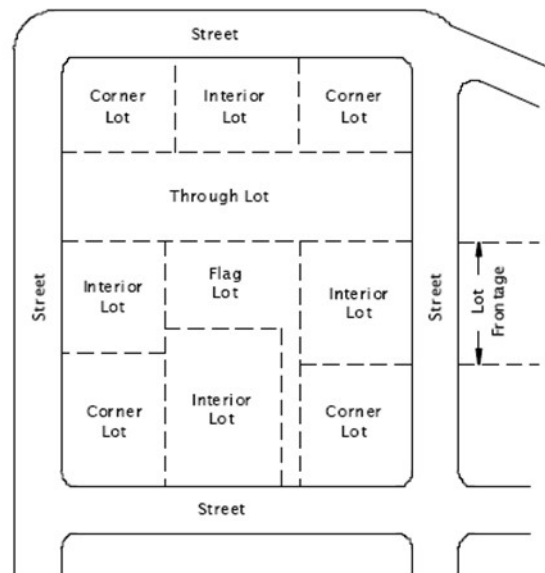 Street
Corner
Lot
Interior
Lot
Corner
Lot
Through Lot
Street
Interior
Lot
Flag
Lot
Interior
Lot
Street
Lot
Frontage
Corner
Lot
Interior
Lot
Corner
Lot
Street